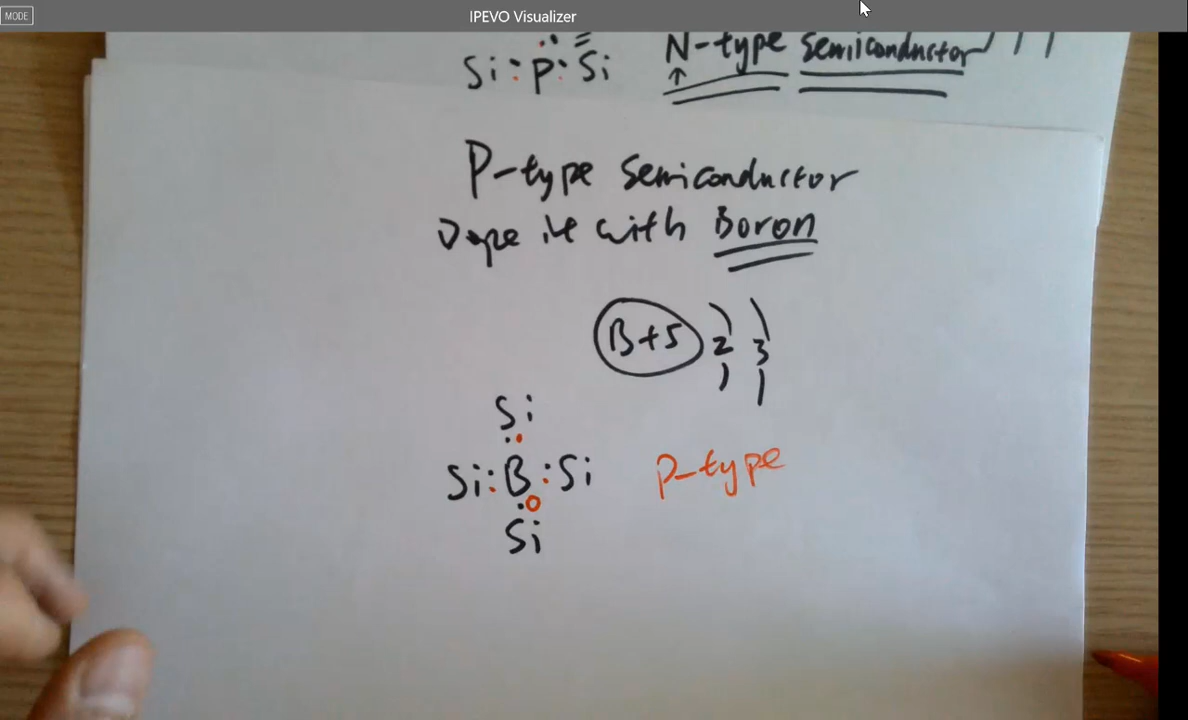 MODE
IPEVO Visualizer
Si : P : Si
N-type semiconductor
P-type semiconductor
Dope it with Boron
B+5 2 3
Si
Si : B : Si
Si
P-type